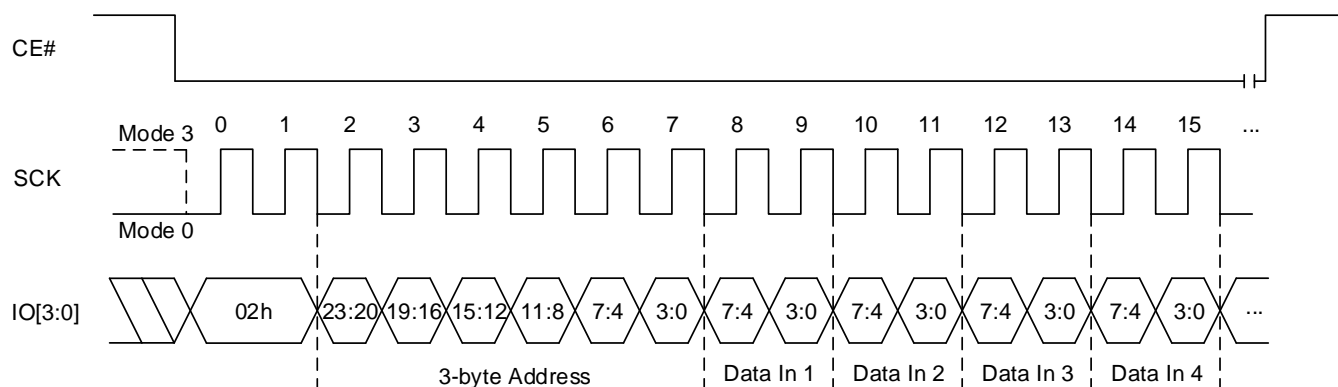 CE#
0 1 2 3 4 5 6 7 8 9 10 11 12 13 14 15 ...
Mode 3
SCK
Mode 0
IO[3:0] 02h 23:20 19:16 15:12 11:8 7:4 3:0 7:4 3:0 7:4 3:0 7:4 3:0 7:4 3:0 ...
3-byte Address Data In 1 Data In 2 Data In 3 Data In 4